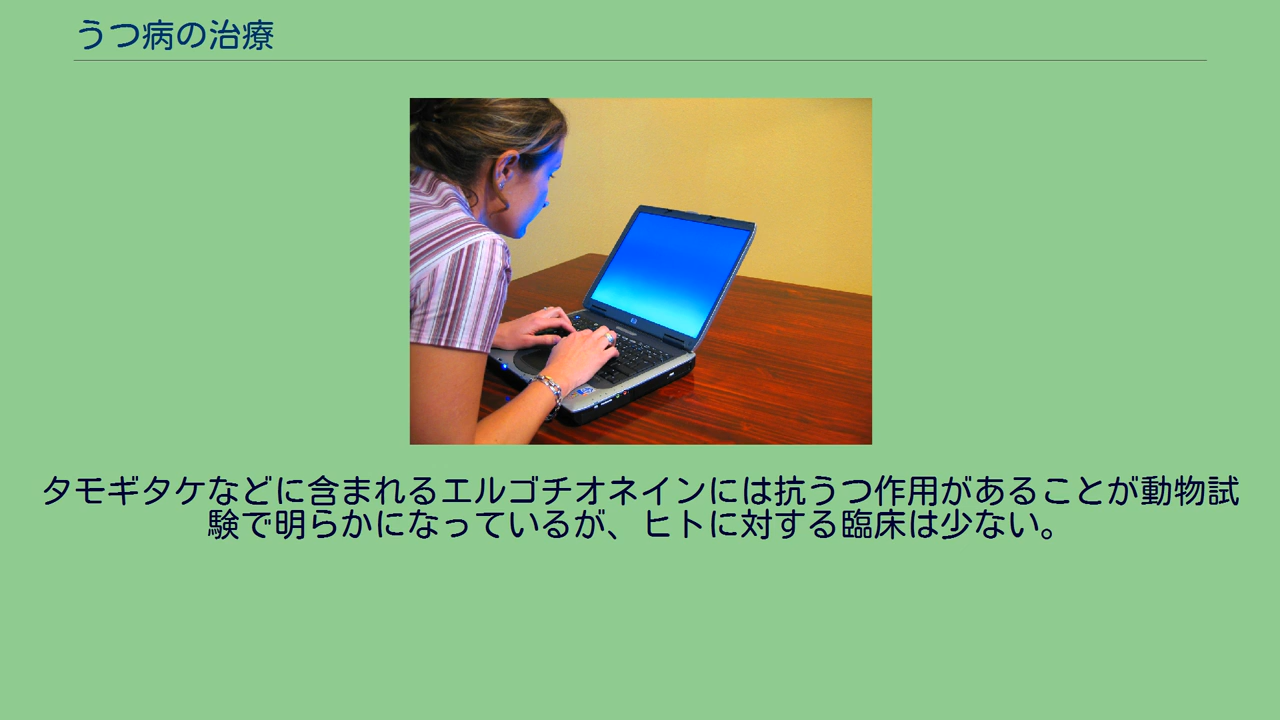 うつ病の治療
タモギタケなどに含まれるエルゴチオネインには抗うつ作用があることが動物試
験で明らかになっているが、ヒトに対する臨床は少ない。